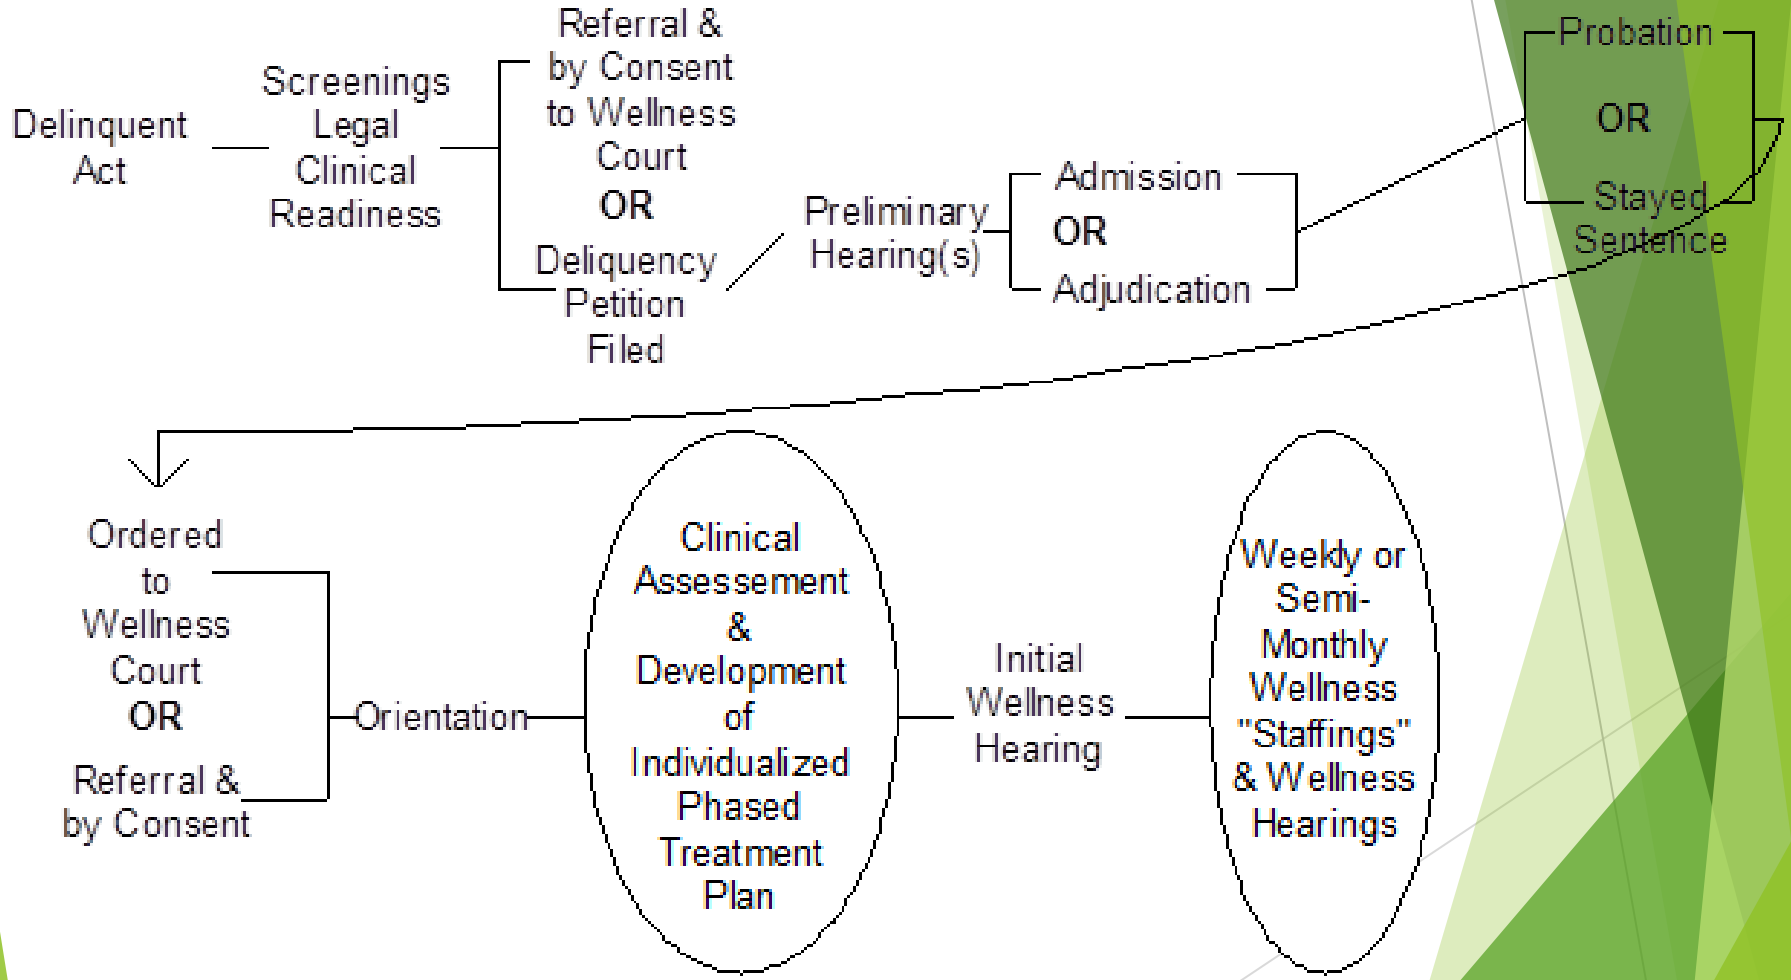 Delinquent
Act
Screenings
Legal
Clinical
Readiness
Referral &
by Consent
to Wellness
Court
OR
Deliquency
Petition
Filed
Preliminary
Hearing(s)
Admission
OR
Adjudication
Probation
OR
Stayed
Sentence
Ordered
to
Wellness
Court
OR
Referral &
by Consent
Orientation
Clinical
Assessement
&
Development
of
Individualized
Phased
Treatment
Plan
Initial
Wellness
Hearing
Weekly or
Semi-
Monthly
Wellness
"Staffings"
& Wellness
Hearings